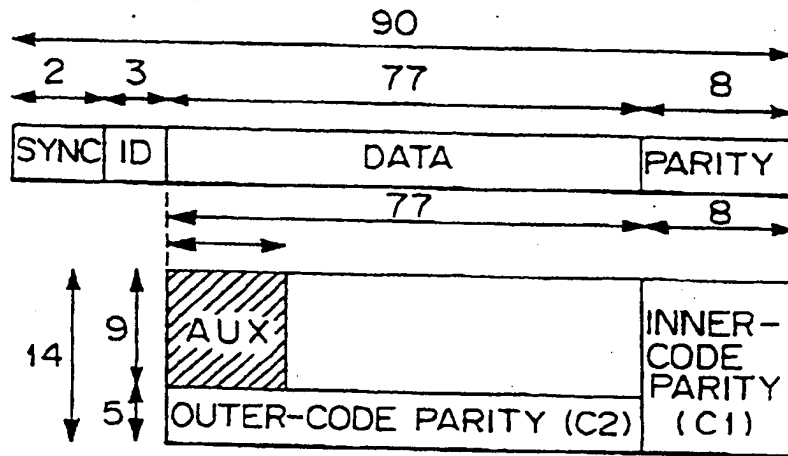 90
2 3 77 8
SYNC ID DATA PARITY
77 8
14 9 AUX INNER-
CODE
PARITY
(C1)
5 OUTER-CODE PARITY (C2)